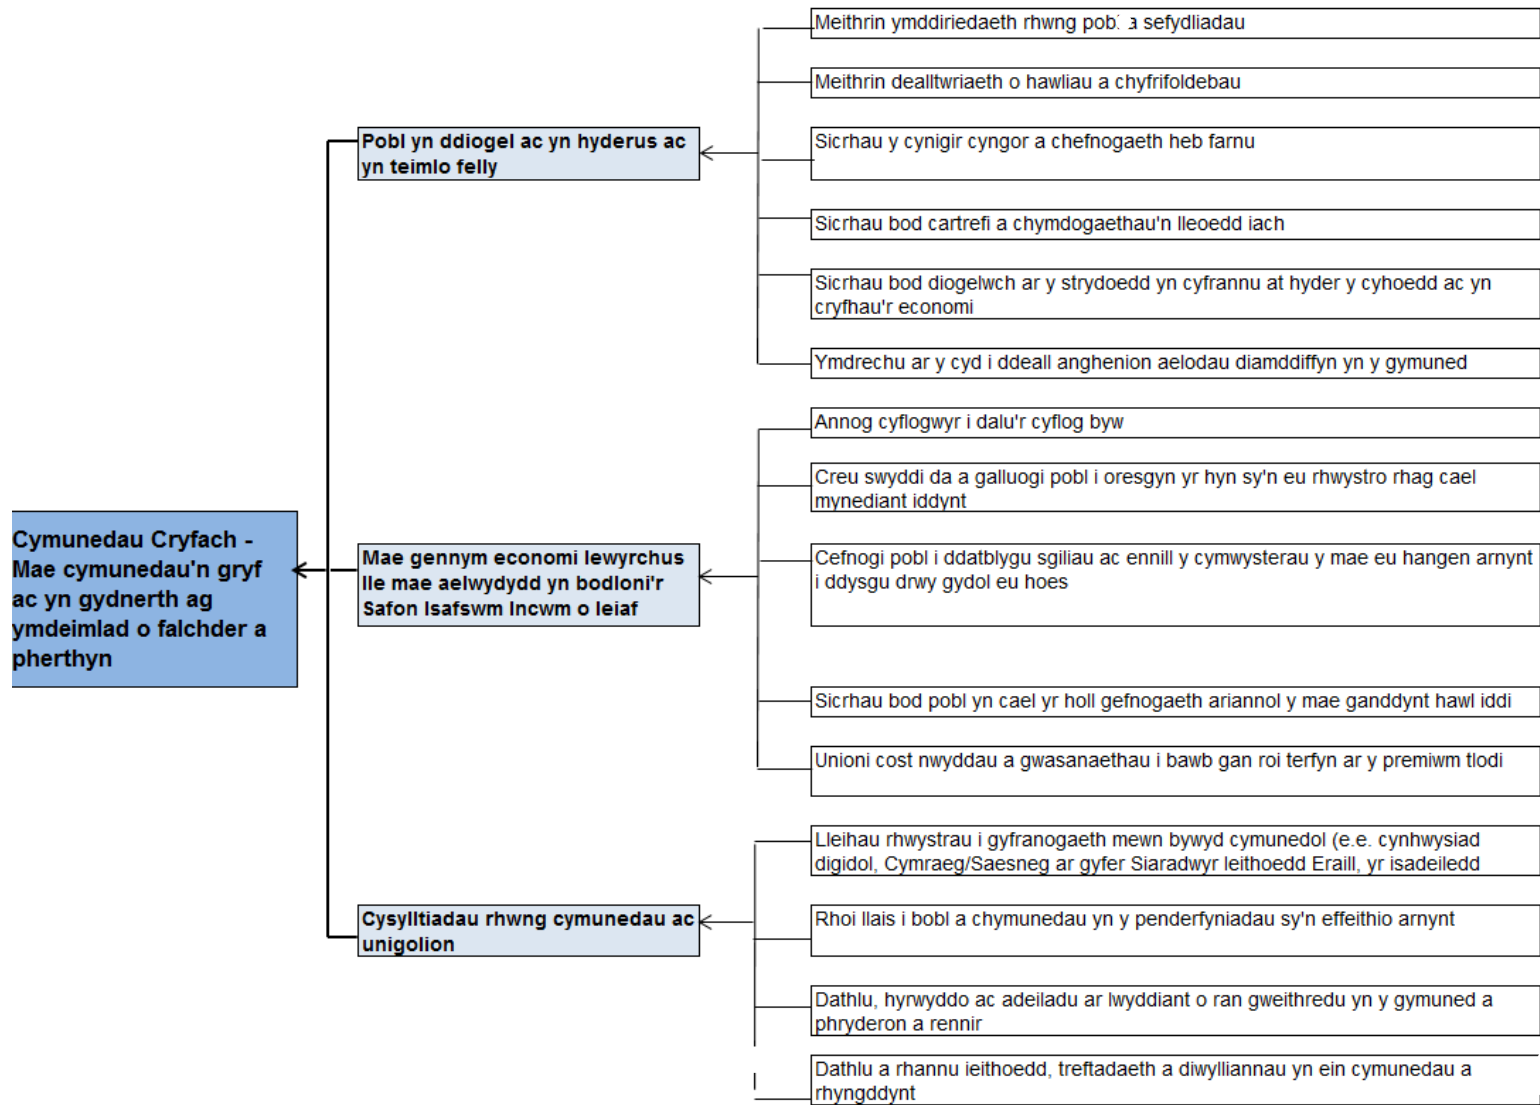 Cymunedau Cryfach -
Mae cymunedau'n gryf
ac yn gydnerth ag
ymdeimlad o falchder a
pherthyn
Pobl yn ddiogel ac yn hyderus ac
yn teimlo felly
Meithrin ymddiriedaeth rhwng pobl a sefydliadau
Meithrin dealltwriaeth o hawliau a chyfrifoldebau
Sicrhau y cynigir cyngor a chefnogaeth heb farnu
Sicrhau bod cartrefi a chymdogaethau'n lleoedd iach
Sicrhau bod diogelwch ar y strydoedd yn cyfrannu at hyder y cyhoedd ac yn
cryfhau'r economi
Ymdrechu ar y cyd i ddeall anghenion aelodau diamddiffyn yn y gymuned
Mae gennym economi lewyrchus
lle mae aelwydydd yn bodloni'r
Safon Isafswm Incwm o leiaf
Annog cyflogwyr i dalu'r cyflog byw
Creu swyddi da a galluogi pobl i oresgyn yr hyn sy'n eu rhwystro rhag cael
mynediant iddynt
Cefnogi pobl i ddatblygu sgiliau ac ennill y cymwysterau y mae eu hangen arnynt
i ddysgu drwy gydol eu hoes
Sicrhau bod pobl yn cael yr holl gefnogaeth ariannol y mae ganddynt hawl iddi
Unioni cost nwyddau a gwasanaethau i bawb gan roi terfyn ar y premiwm tlodi
Cysylltiadau rhwng cymunedau ac
unigolion
Lleihau rhwystrau i gyfranogaeth mewn bywyd cymunedol (e.e. cynhwysiad
digidol, Cymraeg/Saesneg ar gyfer Siaradwyr Ieithoedd Eraill, yr isadeiledd
Rhoi llais i bobl a chymunedau yn y penderfyniadau sy'n effeithio arnynt
Dathlu, hyrwyddo ac adeiladu ar lwyddiant o ran gweithredu yn y gymuned a
phryderon a rennir
Dathlu a rhannu ieithoedd, treftadaeth a diwylliannau yn ein cymunedau a
rhyngddynt